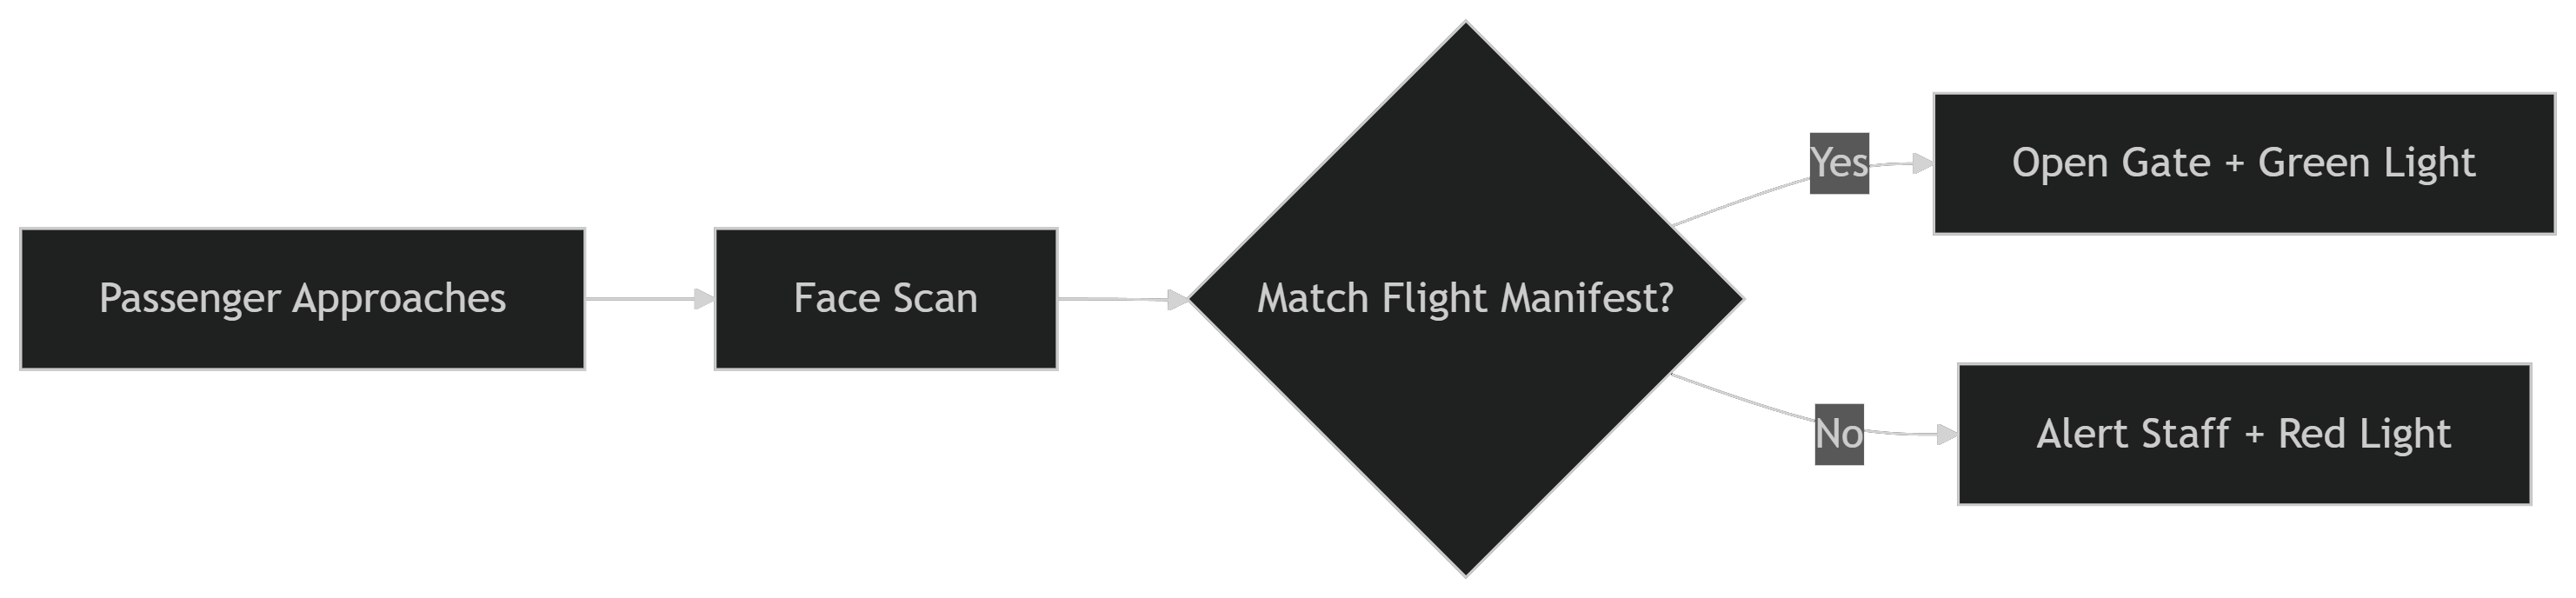 Passenger Approaches
Face Scan
Match Flight Manifest?
Yes
Open Gate + Green Light
No
Alert Staff + Red Light